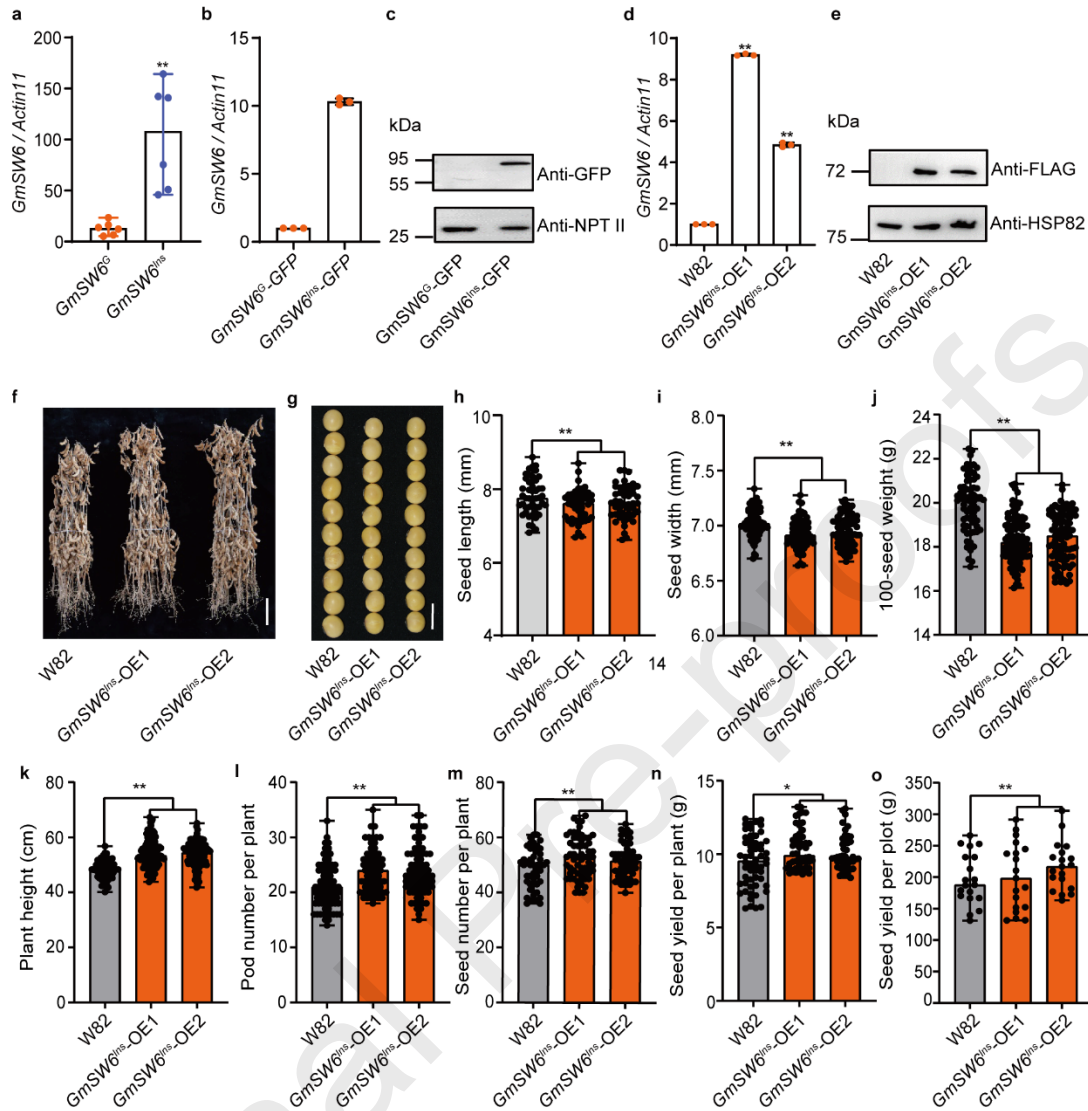 a
GmSW6 / Actin11
200
150
100
50
0
**
GmSW6^G
GmSW6^Ins
b
GmSW6 / Actin11
15
10
5
0
GmSW6^G-GFP
GmSW6^Ins-GFP
c
kDa
95
55
25
Anti-GFP
Anti-NPT II
GmSW6^G-GFP
GmSW6^Ins-GFP
d
GmSW6 / Actin11
10
8
6
4
2
0
**
**
W82
GmSW6^Ins-OE1
GmSW6^Ins-OE2
e
kDa
72
75
Anti-FLAG
Anti-HSP82
W82
GmSW6^Ins-OE1
GmSW6^Ins-OE2
f
W82
GmSW6^Ins-OE1
GmSW6^Ins-OE2
g
W82
GmSW6^Ins-OE1
GmSW6^Ins-OE2
h
Seed length (mm)
10
8
6
4
**
W82
GmSW6^Ins-OE1
GmSW6^Ins-OE2
14
i
Seed width (mm)
8.0
7.5
7.0
6.5
6.0
**
W82
GmSW6^Ins-OE1
GmSW6^Ins-OE2
j
100-seed weight (g)
24
22
20
18
16
14
**
W82
GmSW6^Ins-OE1
GmSW6^Ins-OE2
k
Plant height (cm)
80
60
40
20
0
**
W82
GmSW6^Ins-OE1
GmSW6^Ins-OE2
l
Pod number per plant
40
30
20
10
0
**
W82
GmSW6^Ins-OE1
GmSW6^Ins-OE2
m
Seed number per plant
80
60
40
20
0
**
W82
GmSW6^Ins-OE1
GmSW6^Ins-OE2
n
Seed yield per plant (g)
15
10
5
0
*
W82
GmSW6^Ins-OE1
GmSW6^Ins-OE2
o
Seed yield per plot (g)
350
300
250
200
150
100
50
0
**
W82
GmSW6^Ins-OE1
GmSW6^Ins-OE2
al Pre-proofs